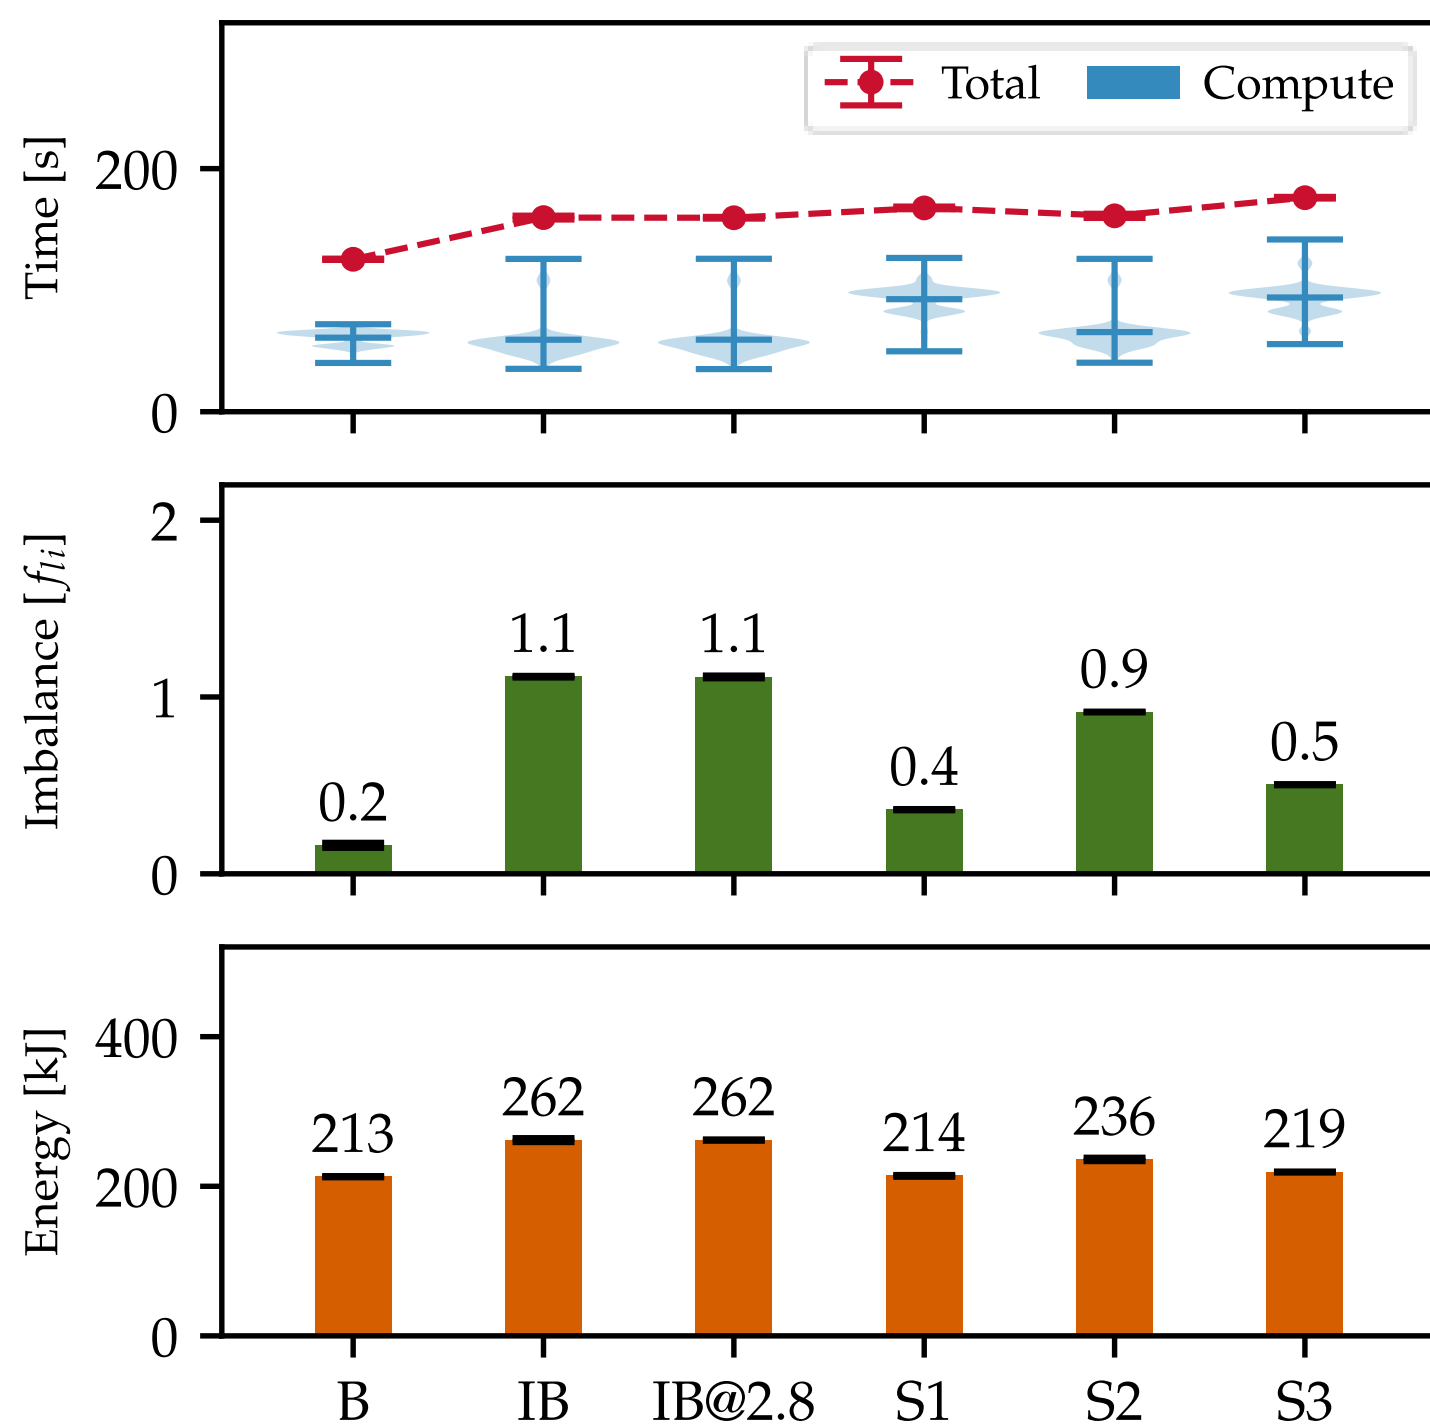 Total
Compute
Time [s]
200
0
Imbalance [f_{li}]
2
1
0
0.2
1.1
1.1
0.4
0.9
0.5
Energy [kJ]
400
200
0
213
262
262
214
236
219
B
IB
IB@2.8
S1
S2
S3